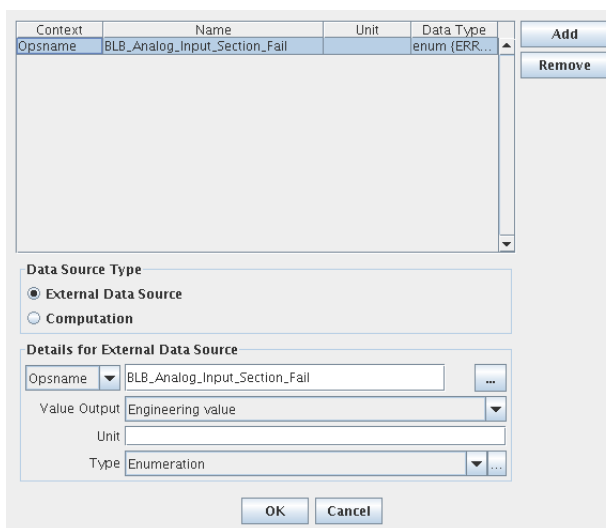 Context Name Unit Data Type Add
Opsname BLB_Analog_Input_Section_Fail enum {ERR...
Remove
Data Source Type
External Data Source
Computation
Details for External Data Source
Opsname BLB_Analog_Input_Section_Fail ...
Value Output Engineering value
Unit
Type Enumeration ...
OK Cancel